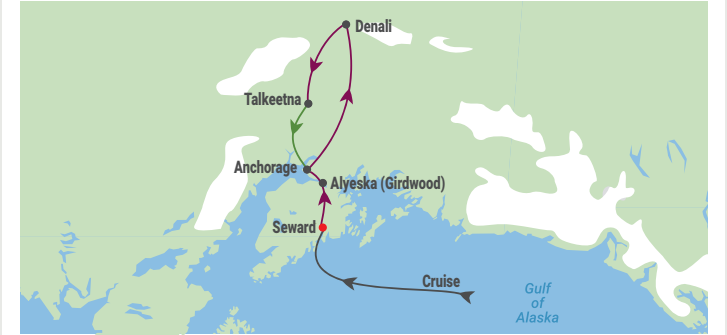 Denali
Talkeetna
Anchorage
Alyeska (Girdwood)
Seward
Cruise
Gulf
of
Alaska